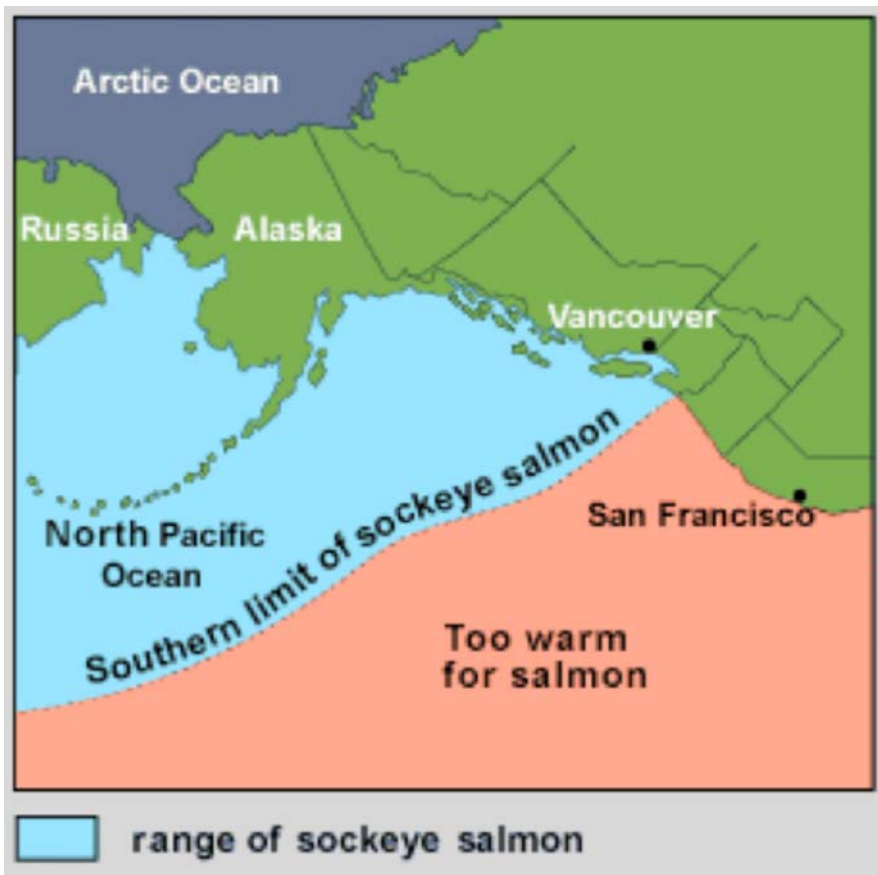 Arctic Ocean
Russia
Alaska
Vancouver
Southern limit of sockeye salmon
San Francisco
North Pacific
Ocean
Too warm
for salmon
range of sockeye salmon